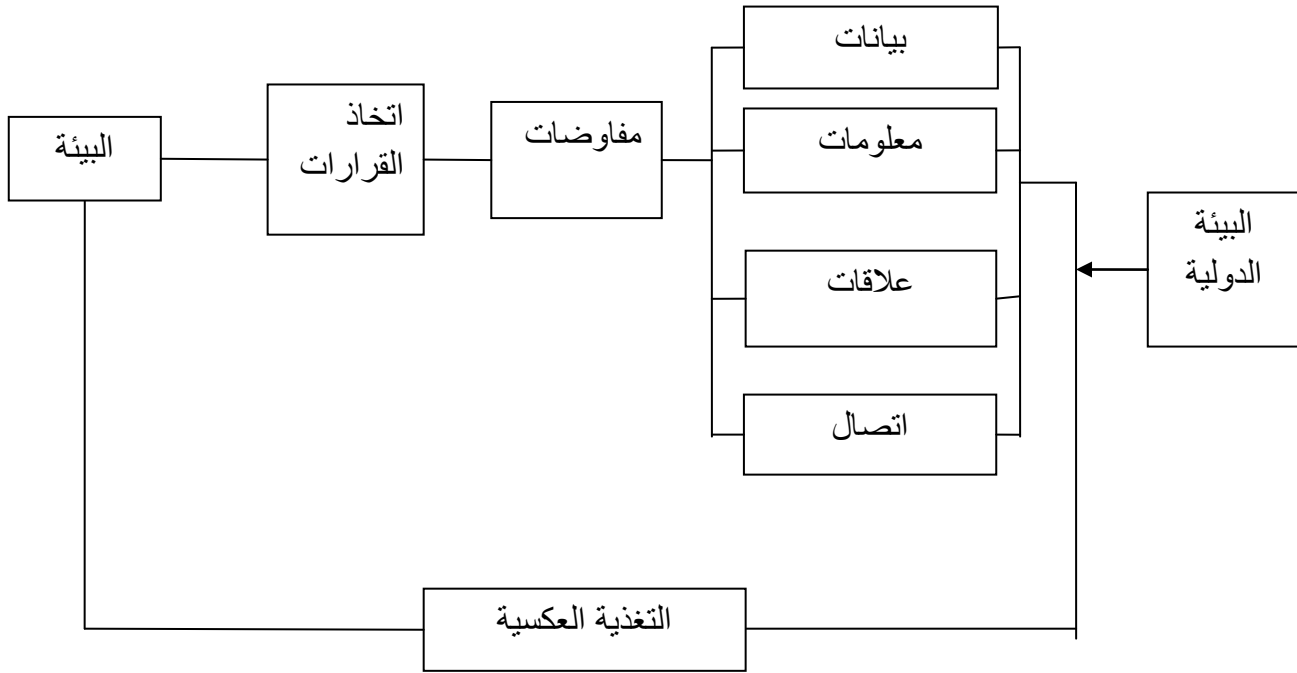 بيانات
معلومات
علاقات
اتصال
البيئة
الدولية
مفاوضات
اتخاذ
القرارات
البيئة
التغذية العكسية